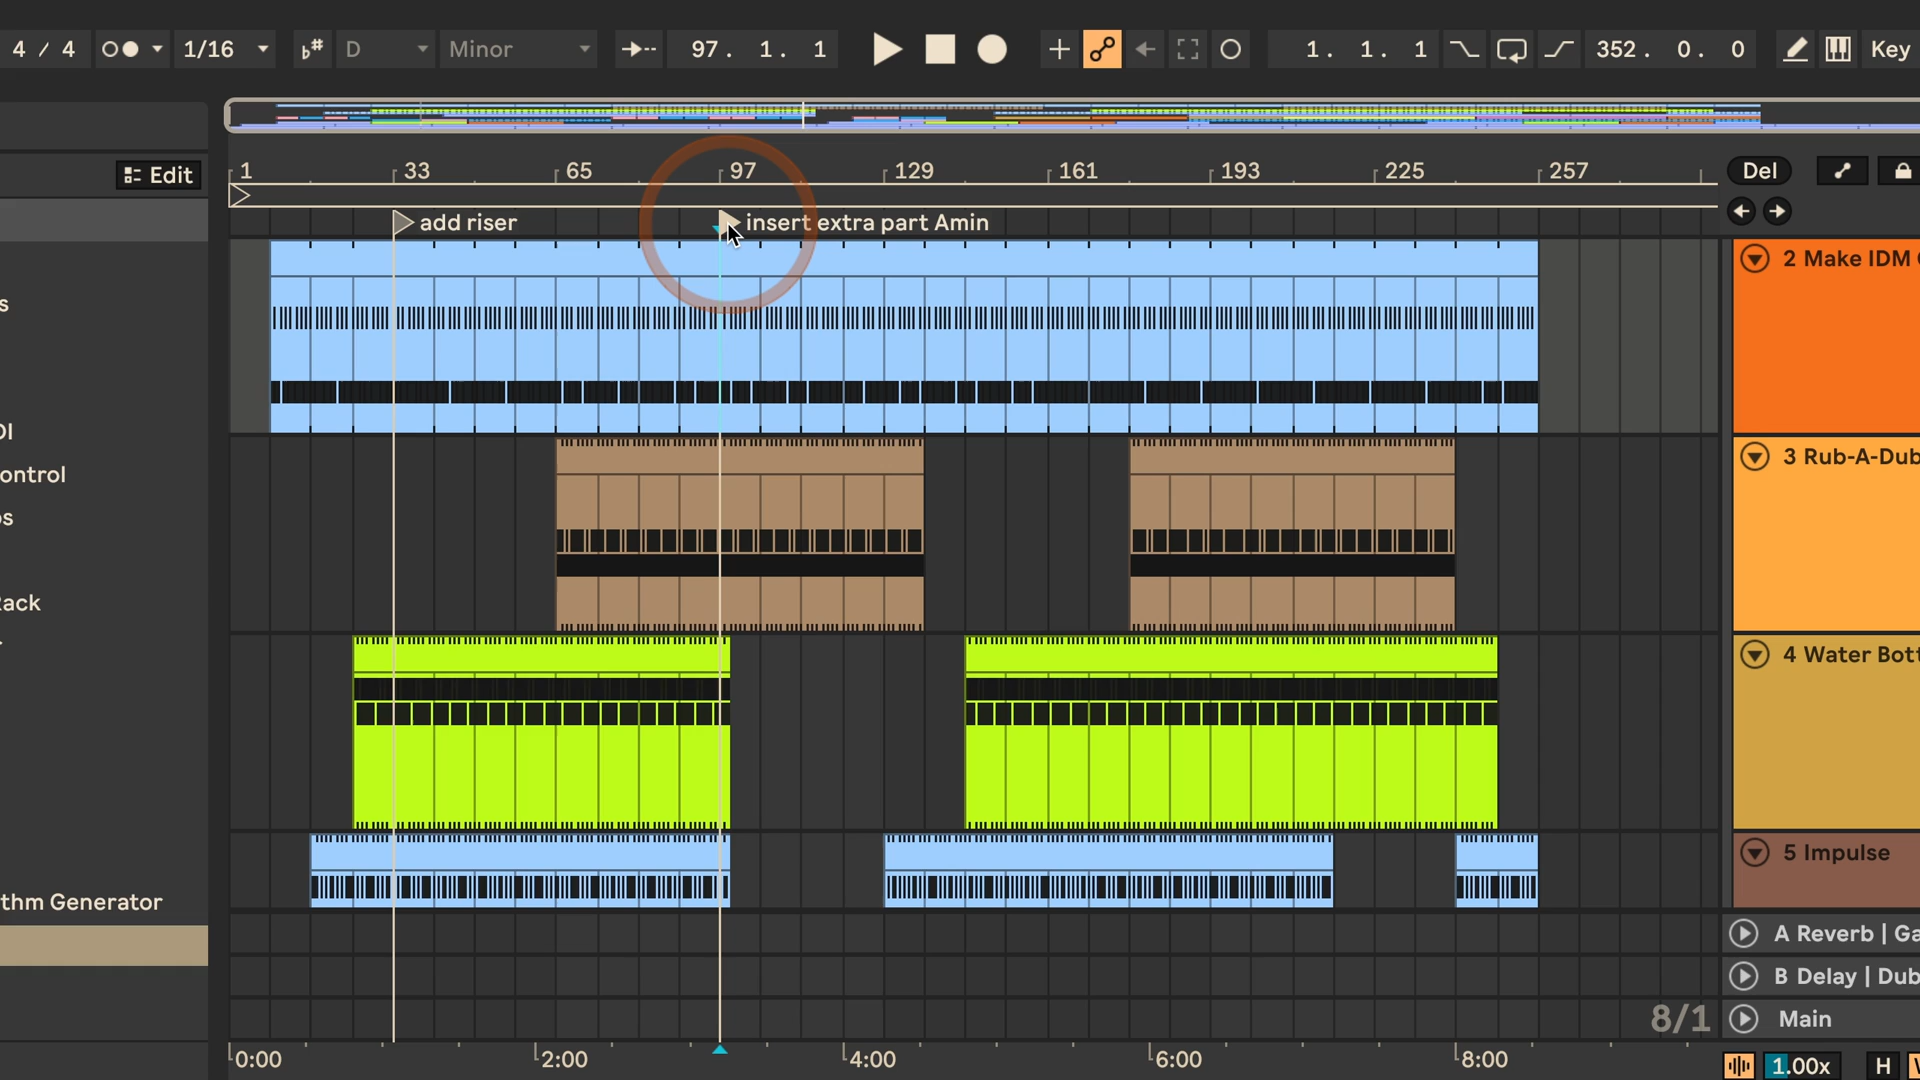 4 / 4 1/16 D Minor 97. 1. 1 1. 1. 1 352. 0. 0 Key
Edit
1 33 65 97 129 161 193 225 257 Del
add riser insert extra part Amin
2 Make IDM
s
3 Rub-A-Dub
ontrol
4 Water Bott
ack
5 Impulse
thm Generator
A Reverb | Ga
B Delay | Dub
8/1 Main
0:00 2:00 4:00 6:00 8:00
1.00x H